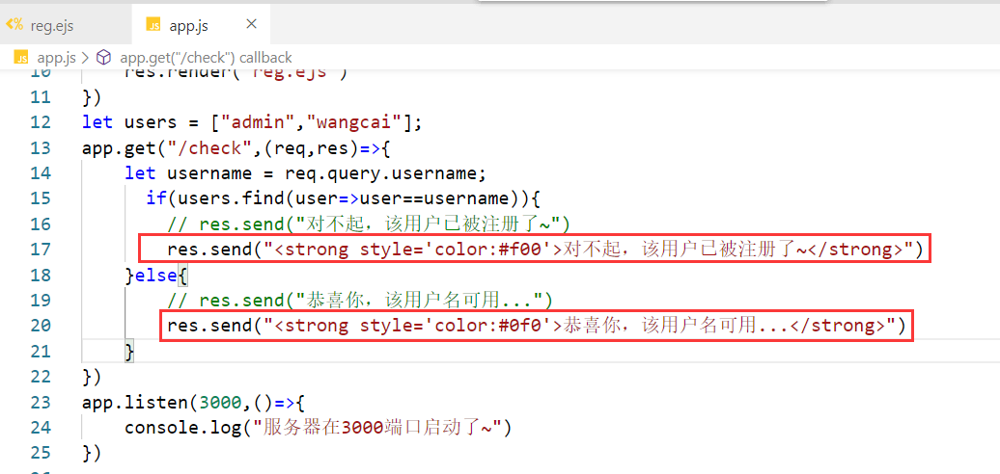 reg.ejs
JS app.js ×
JS app.js > app.get("/check") callback
10 res.render("reg.ejs")
11 })
12 let users = ["admin","wangcai"];
13 app.get("/check",(req,res)=>{
14 let username = req.query.username;
15 if(users.find(user=>user==username)){
16 // res.send("对不起，该用户已被注册了~")
17 res.send("<strong style='color:#f00'>对不起，该用户已被注册了~</strong>")
18 }else{
19 // res.send("恭喜你，该用户名可用...")
20 res.send("<strong style='color:#0f0'>恭喜你，该用户名可用...</strong>")
21 }
22 })
23 app.listen(3000,()=>{
24 console.log("服务器在3000端口启动了~")
25 })